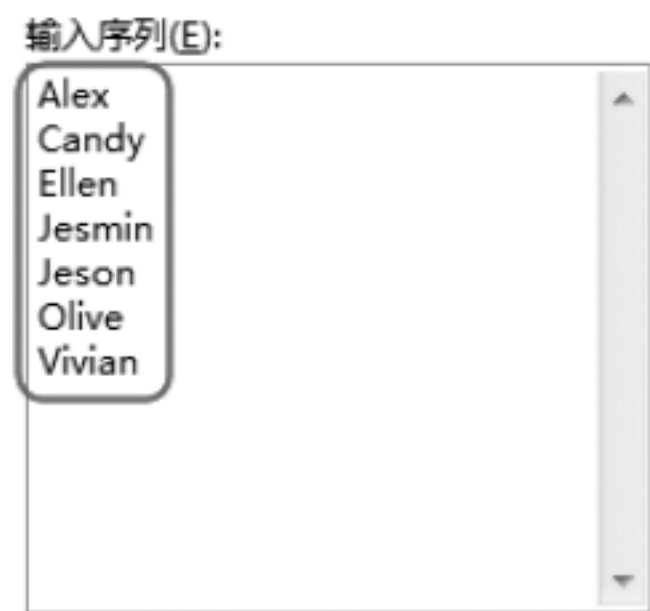 输入序列(E):
Alex
Candy
Ellen
Jesmin
Jeson
Olive
Vivian